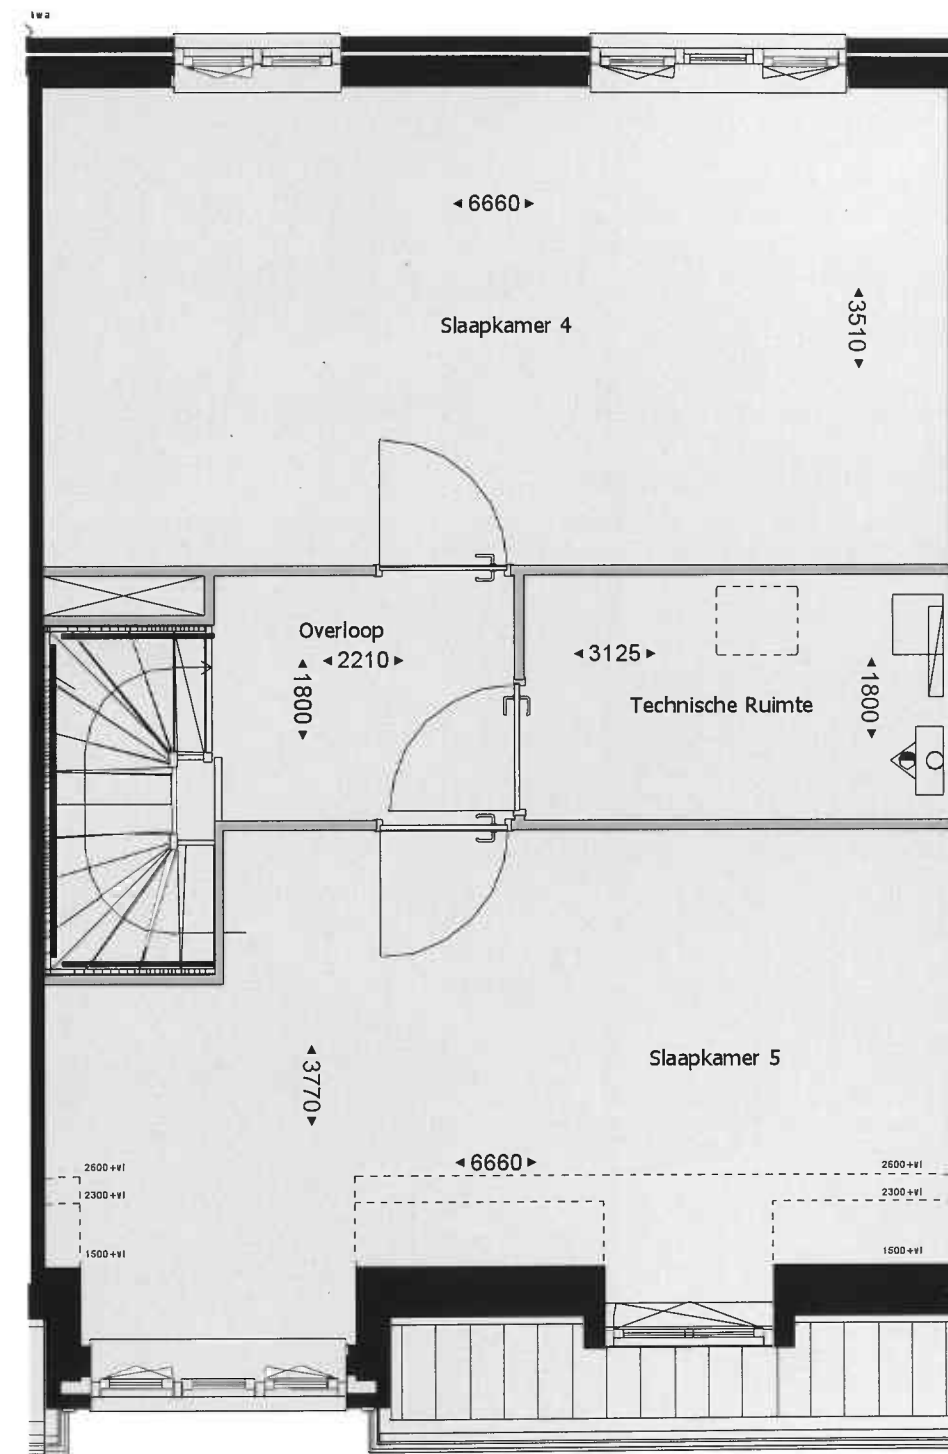 lwa
6660
3510
Slaapkamer 4
Overloop
2210
1800
3125
Technische Ruimte
1800
Slaapkamer 5
3770
6660
2600+vl
2600+vl
2300+vl
2300+vl
1500+vl
1500+vl